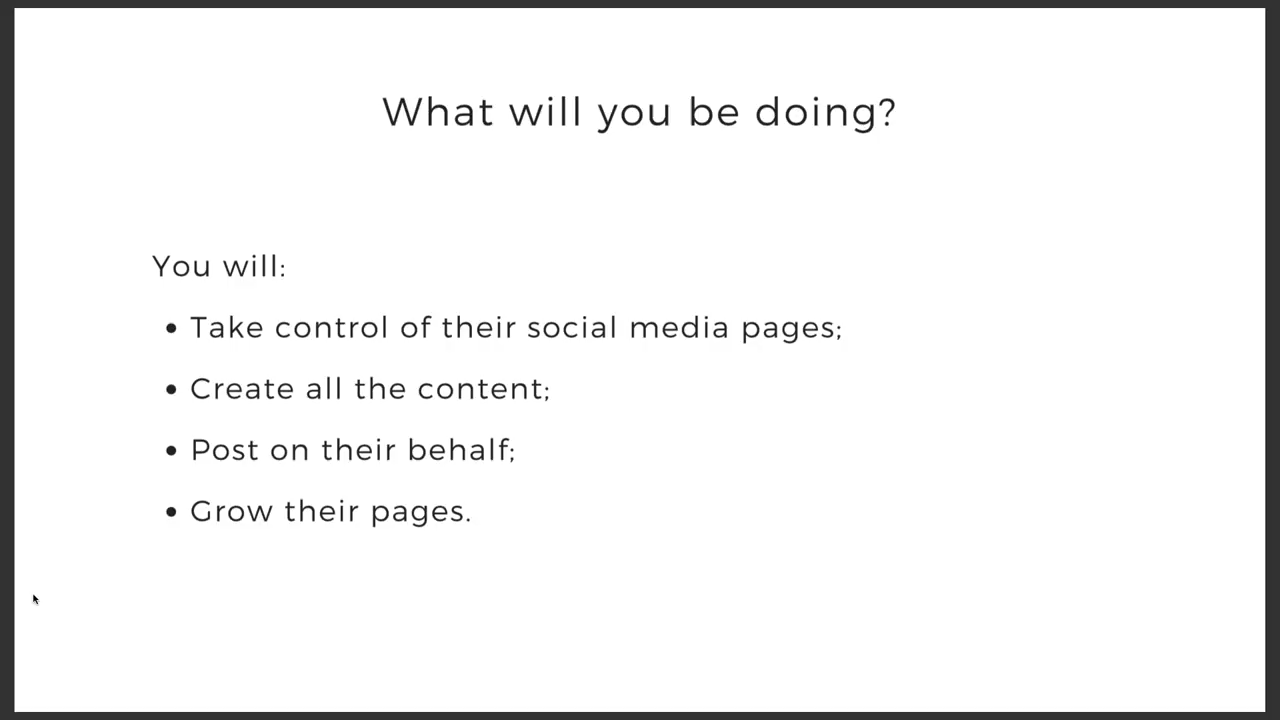 What will you be doing?
You will:
• Take control of their social media pages;
• Create all the content;
• Post on their behalf;
• Grow their pages.